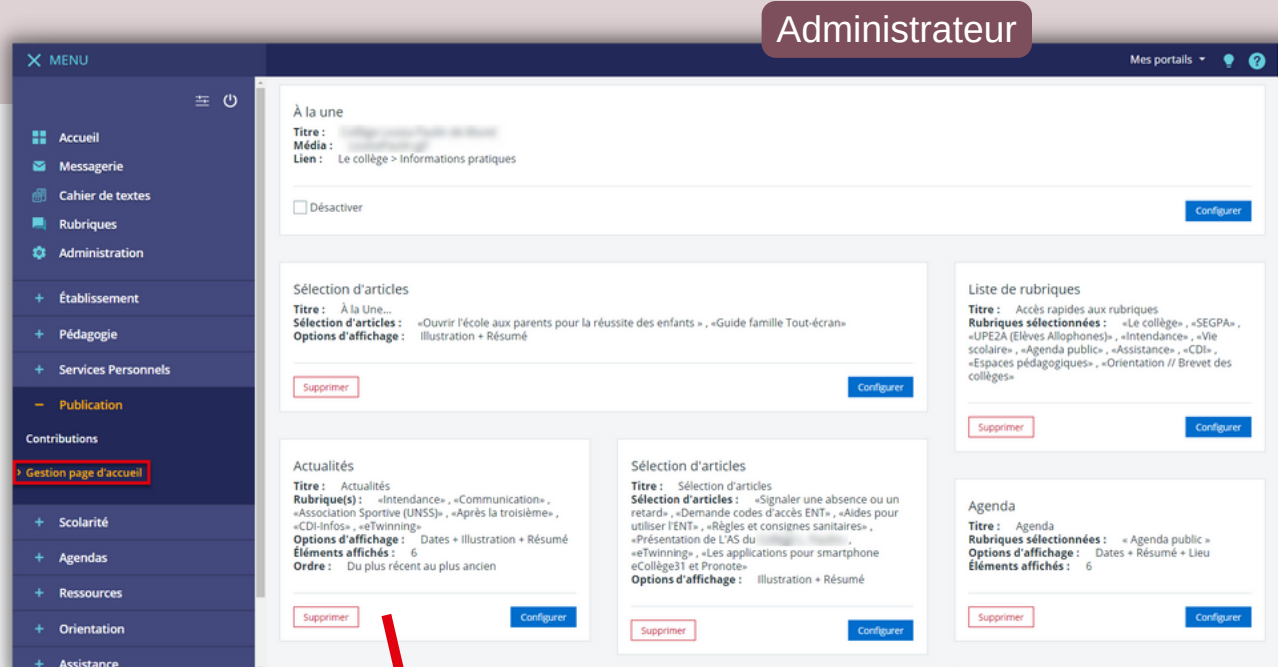 Administrateur
MENU
Mes portails
?
Accueil
Messagerie
Cahier de textes
Rubriques
Administration
+ Établissement
+ Pédagogie
+ Services Personnels
− Publication
Contributions
› Gestion page d'accueil
+ Scolarité
+ Agendas
+ Ressources
+ Orientation
+ Assistance
À la une
Titre :
Média :
Lien : Le collège > Informations pratiques
Désactiver
Configurer
Sélection d'articles
Titre : À la Une...
Sélection d'articles : «Ouvrir l'école aux parents pour la réussite des enfants » , «Guide famille Tout-écran»
Options d'affichage : Illustration + Résumé
Supprimer
Configurer
Liste de rubriques
Titre : Accès rapides aux rubriques
Rubriques sélectionnées : «Le collège» , «SEGPA» ,
«UPE2A (Elèves Allophones)» , «Intendance» , «Vie
scolaire» , «Agenda public» , «Assistance» , «CDI» ,
«Espaces pédagogiques» , «Orientation // Brevet des
collèges»
Supprimer
Configurer
Actualités
Titre : Actualités
Rubrique(s) : «Intendance» , «Communication» ,
«Association Sportive (UNSS)» , «Après la troisième» ,
«CDI-Infos» , «eTwinning»
Options d'affichage : Dates + Illustration + Résumé
Éléments affichés : 6
Ordre : Du plus récent au plus ancien
Supprimer
Configurer
Sélection d'articles
Titre : Sélection d'articles
Sélection d'articles : «Signaler une absence ou un
retard» , «Demande codes d'accès ENT» , «Aides pour
utiliser l'ENT» , «Règles et consignes sanitaires» ,
«Présentation de L'AS du ,
«eTwinning» , «Les applications pour smartphone
eCollège31 et Pronote»
Options d'affichage : Illustration + Résumé
Supprimer
Configurer
Agenda
Titre : Agenda
Rubriques sélectionnées : « Agenda public »
Options d'affichage : Dates + Résumé + Lieu
Éléments affichés : 6
Supprimer
Configurer